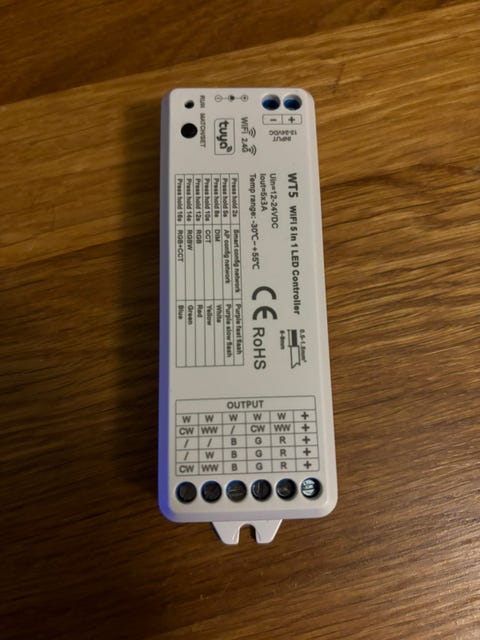 INPUT
12-24VDC
+ −
RUN MATCH/SET
tuya
WiFi 2.4G
WT5 WiFi 5 in 1 LED Controller
Uin=12-24VDC
Iout=5x3A
Temp range: -30℃~+55℃
CE RoHS
0.5-1.5mm²
6-8mm
Press hold 2s Smart config network Purple fast flash
Press hold 5s AP config network Purple slow flash
Press hold 8s DIM White
Press hold 10s CCT Yellow
Press hold 12s RGB Red
Press hold 14s RGBW Green
Press hold 16s RGB+CCT Blue
OUTPUT
W W W W W +
CW WW / CW WW +
/ / B G R +
/ W B G R +
CW WW B G R +